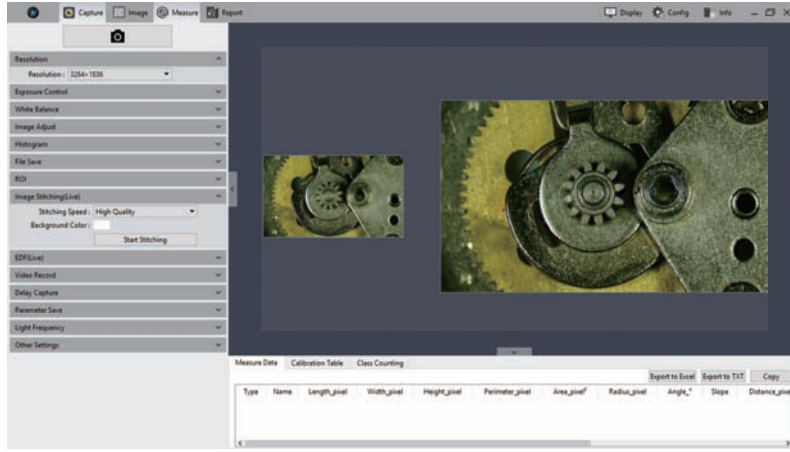 Capture Image Measure Report Display Config Info
Resolution
Resolution : 3264×1836
Exposure Control
White Balance
Image Adjust
Histogram
File Save
ROI
Image Stitching(Live)
Stitching Speed : High Quality
Background Color :
Start Stitching
EDF(Live)
Video Record
Delay Capture
Parameter Save
Light Frequency
Other Settings
Measure Data Calibration Table Class Counting
Export to Excel Export to TXT Copy
Type Name Length_pixel Width_pixel Height_pixel Perimeter_pixel Area_pixel² Radius_pixel Angle_° Slope Distance_pixe